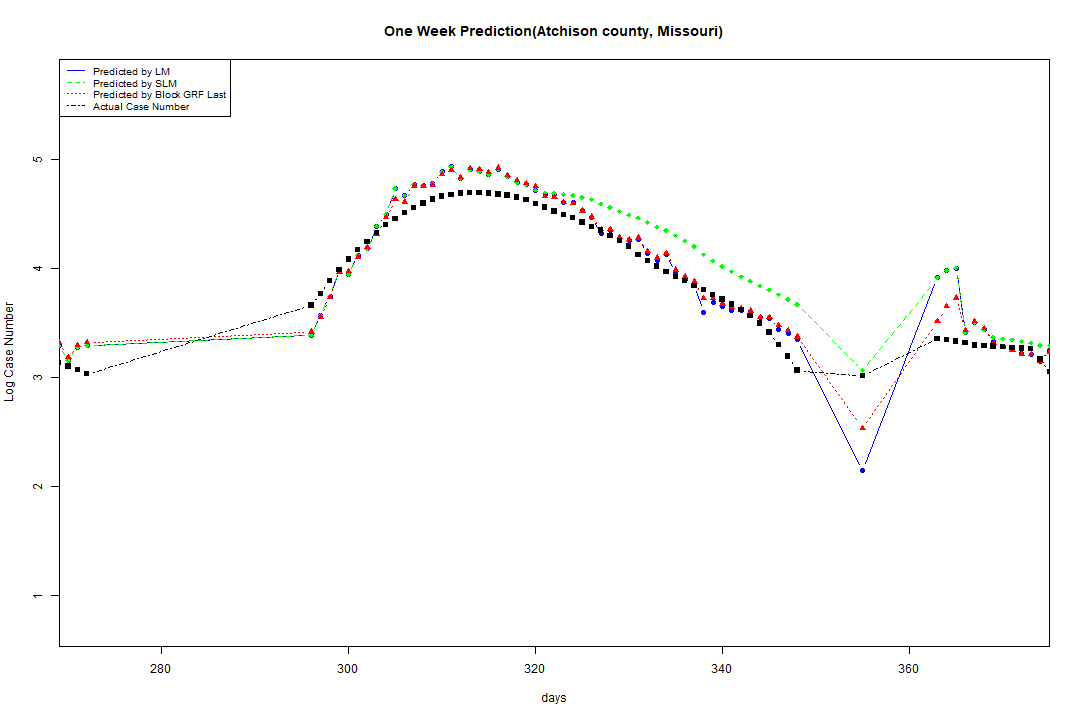 One Week Prediction(Atchison county, Missouri)
Predicted by LM
Predicted by SLM
Predicted by Block GRF Last
Actual Case Number
5
4
3
2
1
Log Case Number
280 300 320 340 360
days